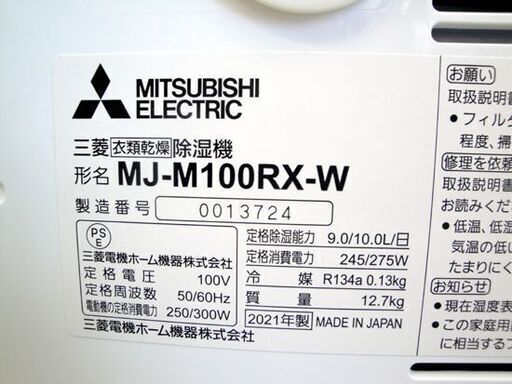 MITSUBISHI
ELECTRIC
三菱 衣類乾燥 除湿機
形名 MJ-M100RX-W
製造番号 0013724
PSE
三菱電機ホーム機器株式会社
定格電圧 100V
定格周波数 50/60Hz
電動機の定格消費電力 250/300W
三菱電機ホーム機器株式会社
定格除湿能力 9.0/10.0L/日
定格消費電力 245/275W
冷媒 R134a 0.13kg
質量 12.7kg
2021年製 MADE IN JAPAN
お願い
取扱説明書
•フィルタ
程度、掃
修理を依頼
取扱説明書
お読みくだ
•低温、低湿
気温の低い
たまりにく
お知らせ
•現在湿度表
•この家庭用
に相当するフ